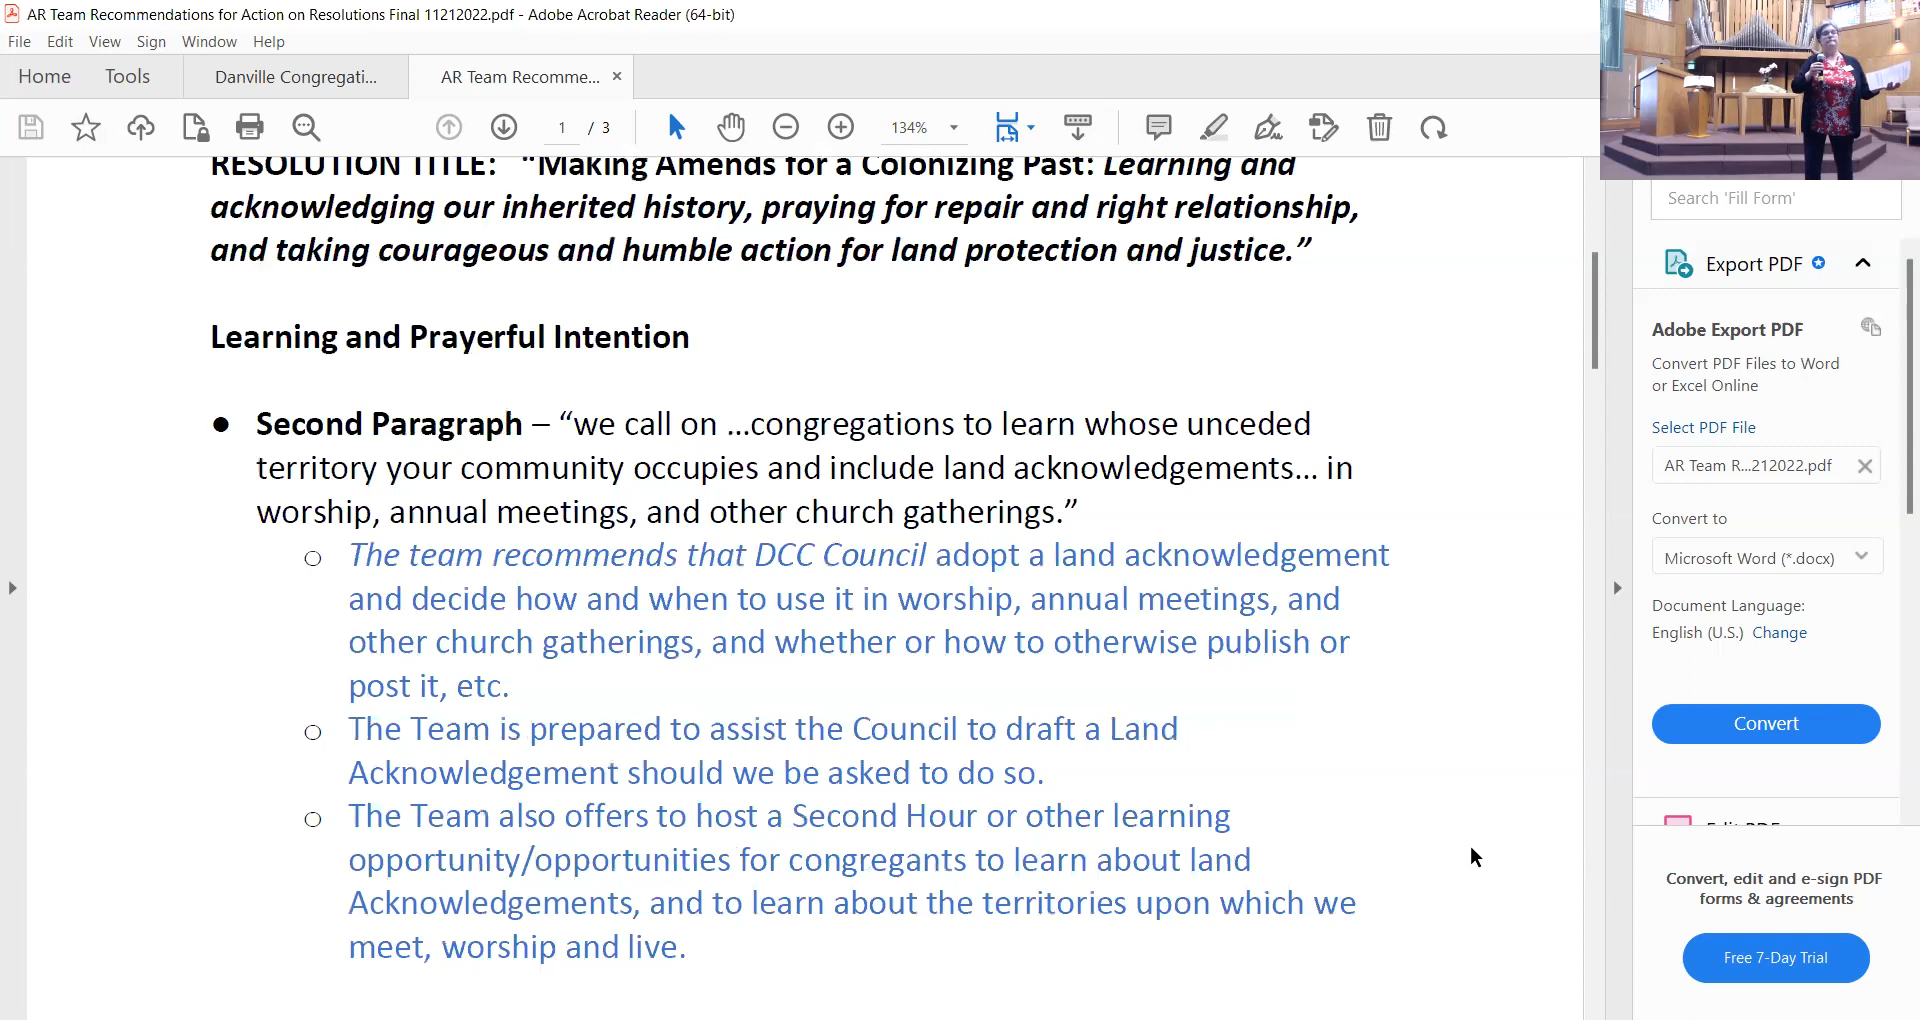 AR Team Recommendations for Action on Resolutions Final 11212022.pdf - Adobe Acrobat Reader (64-bit)
File Edit View Sign Window Help
Home Tools Danville Congregati... AR Team Recomme... ×
1 / 3 134%
RESOLUTION TITLE: "Making Amends for a Colonizing Past: Learning and
acknowledging our inherited history, praying for repair and right relationship,
and taking courageous and humble action for land protection and justice."
Learning and Prayerful Intention
● Second Paragraph – "we call on ...congregations to learn whose unceded
territory your community occupies and include land acknowledgements... in
worship, annual meetings, and other church gatherings."
○ The team recommends that DCC Council adopt a land acknowledgement
and decide how and when to use it in worship, annual meetings, and
other church gatherings, and whether or how to otherwise publish or
post it, etc.
○ The Team is prepared to assist the Council to draft a Land
Acknowledgement should we be asked to do so.
○ The Team also offers to host a Second Hour or other learning
opportunity/opportunities for congregants to learn about land
Acknowledgements, and to learn about the territories upon which we
meet, worship and live.
Search 'Fill Form'
Export PDF
Adobe Export PDF
Convert PDF Files to Word
or Excel Online
Select PDF File
AR Team R...212022.pdf
Convert to
Microsoft Word (*.docx)
Document Language:
English (U.S.) Change
Convert
Edit PDF
Convert, edit and e-sign PDF
forms & agreements
Free 7-Day Trial